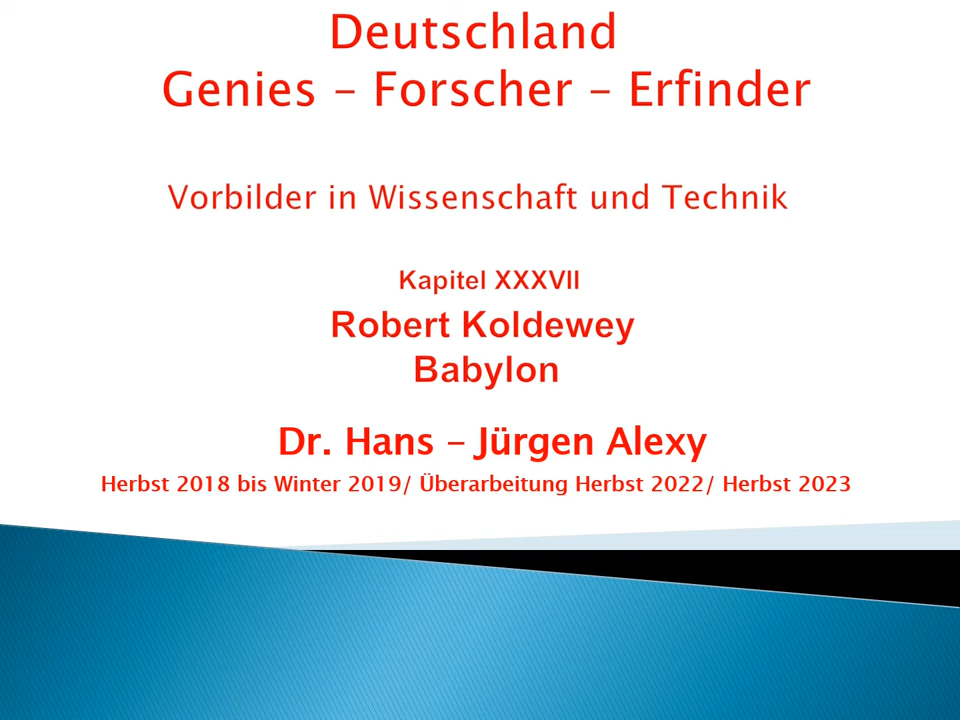 Deutschland
Genies – Forscher – Erfinder
Vorbilder in Wissenschaft und Technik
Kapitel XXXVII
Robert Koldewey
Babylon
Dr. Hans – Jürgen Alexy
Herbst 2018 bis Winter 2019/ Überarbeitung Herbst 2022/ Herbst 2023